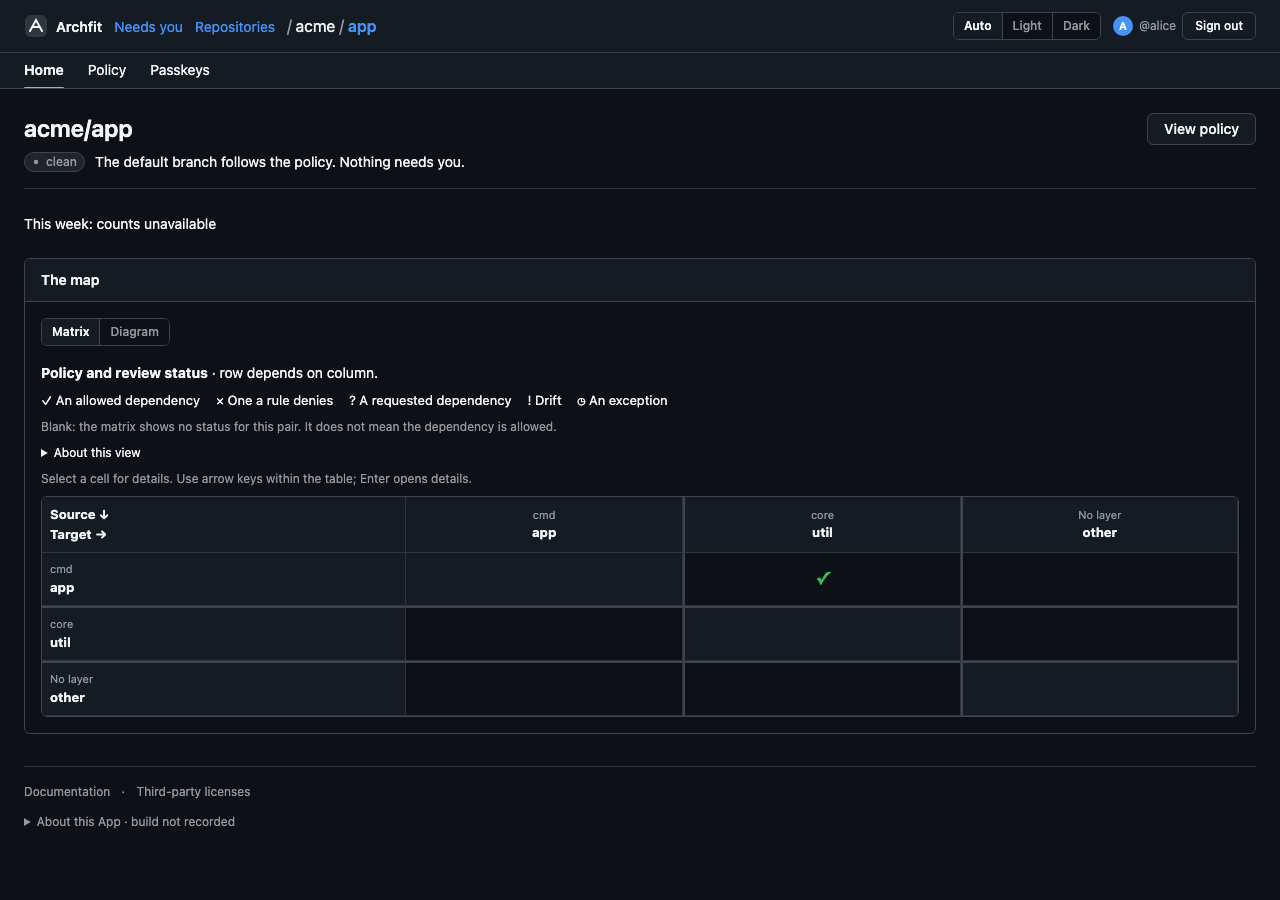 Archfit Needs you Repositories / acme / app Auto Light Dark A @alice Sign out
Home Policy Passkeys
acme/app View policy
• clean The default branch follows the policy. Nothing needs you.
This week: counts unavailable
The map
Matrix Diagram
Policy and review status · row depends on column.
✓ An allowed dependency × One a rule denies ? A requested dependency ! Drift ◷ An exception
Blank: the matrix shows no status for this pair. It does not mean the dependency is allowed.
▶ About this view
Select a cell for details. Use arrow keys within the table; Enter opens details.
Source ↓
Target →
cmd
app
core
util
No layer
other
cmd
app
✓
core
util
No layer
other
Documentation · Third-party licenses
▶ About this App · build not recorded